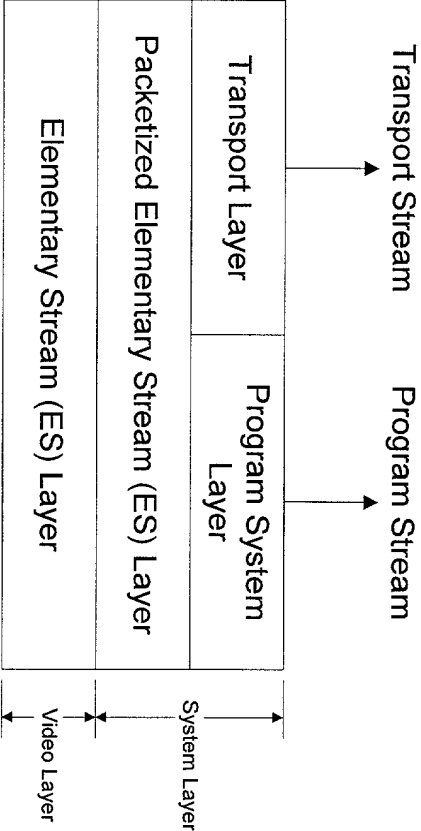 Transport Stream
Program Stream
Transport Layer
Program System
Layer
Packetized Elementary Stream (ES) Layer
Elementary Stream (ES) Layer
System Layer
Video Layer